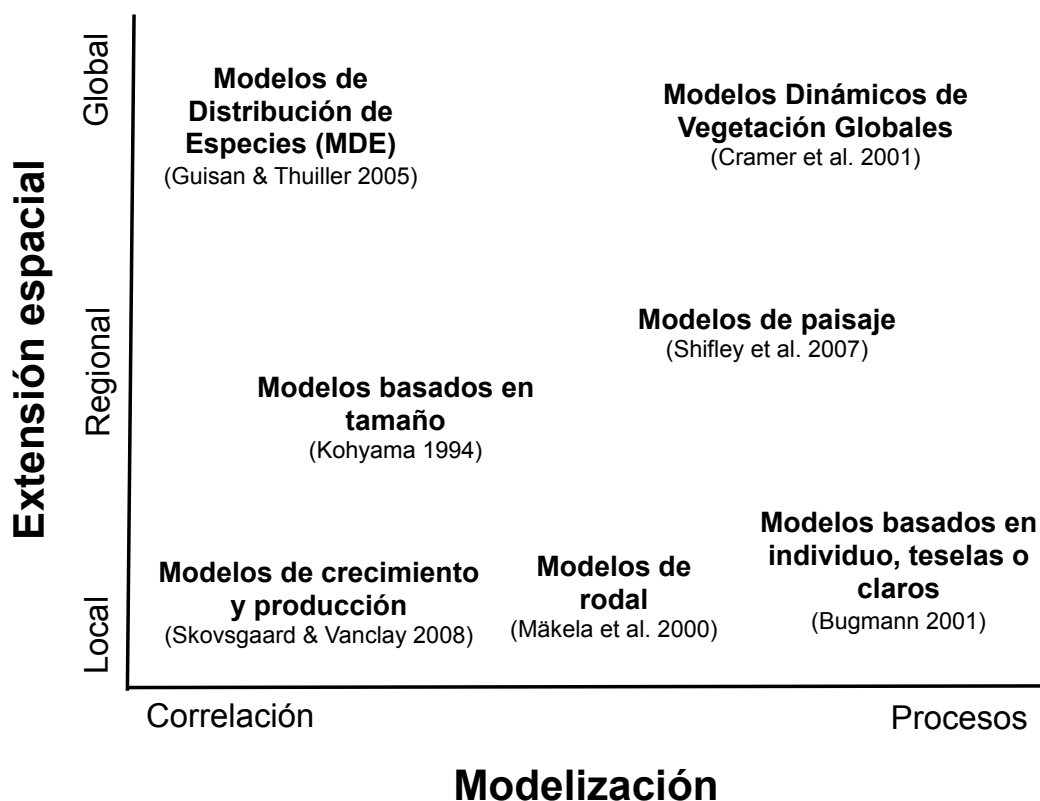 Extensión espacial
Global
Regional
Local
Modelos de
Distribución de
Especies (MDE)
(Guisan & Thuiller 2005)
Modelos Dinámicos de
Vegetación Globales
(Cramer et al. 2001)
Modelos de paisaje
(Shifley et al. 2007)
Modelos basados en
tamaño
(Kohyama 1994)
Modelos de crecimiento
y producción
(Skovsgaard & Vanclay 2008)
Modelos de
rodal
(Mäkela et al. 2000)
Modelos basados en
individuo, teselas o
claros
(Bugmann 2001)
Correlación
Procesos
Modelización